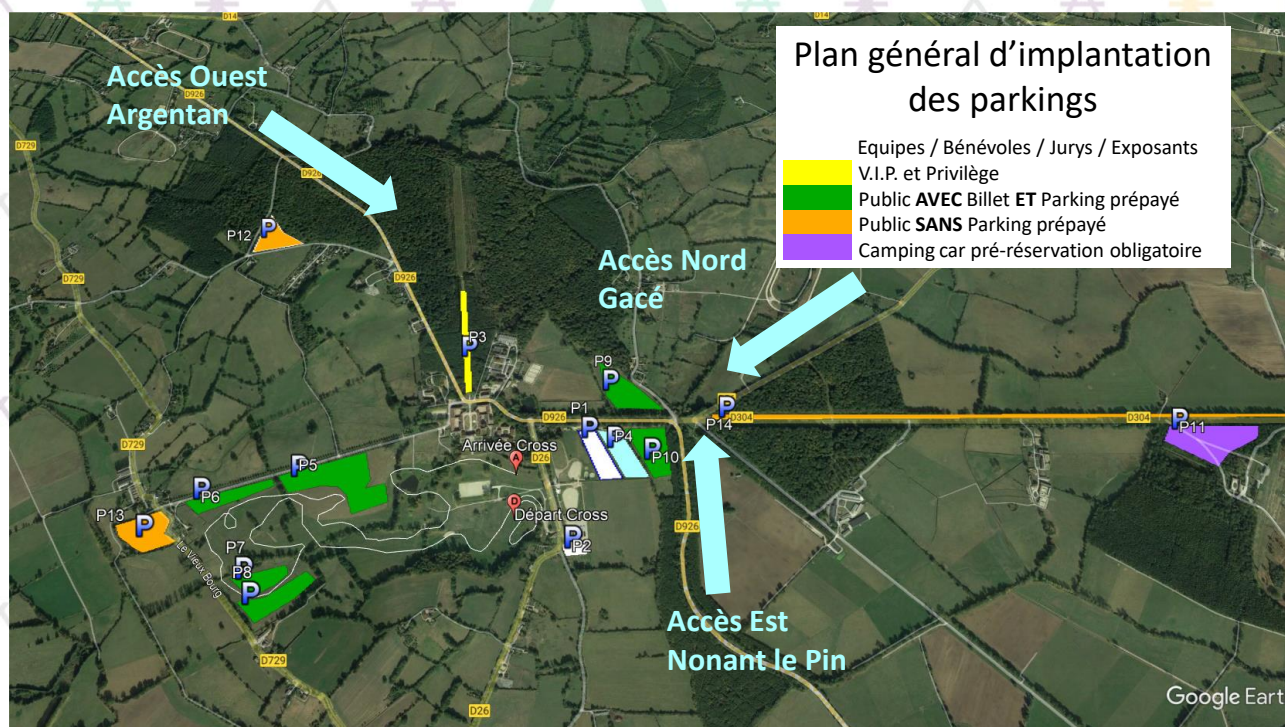 D14
D14
Plan général d'implantation
des parkings
Equipes / Bénévoles / Jurys / Exposants
V.I.P. et Privilège
Public AVEC Billet ET Parking prépayé
Public SANS Parking prépayé
Camping car pré-réservation obligatoire
Accès Ouest
Argentan
D926
D926
D729
P12
P
D926
Accès Nord
Gacé
P3
P
P9
P
D926
P1
P
P4
P
P10
P
P
D304
P14
D304
P
P11
Arrivée Cross
A
D26
P5
P
P6
P
D729
P13
P
D
Départ Cross
P
P2
D926
Le Vieux Bourg
P7
P
P8
P
Accès Est
Nonant le Pin
D729
D26
Google Eart